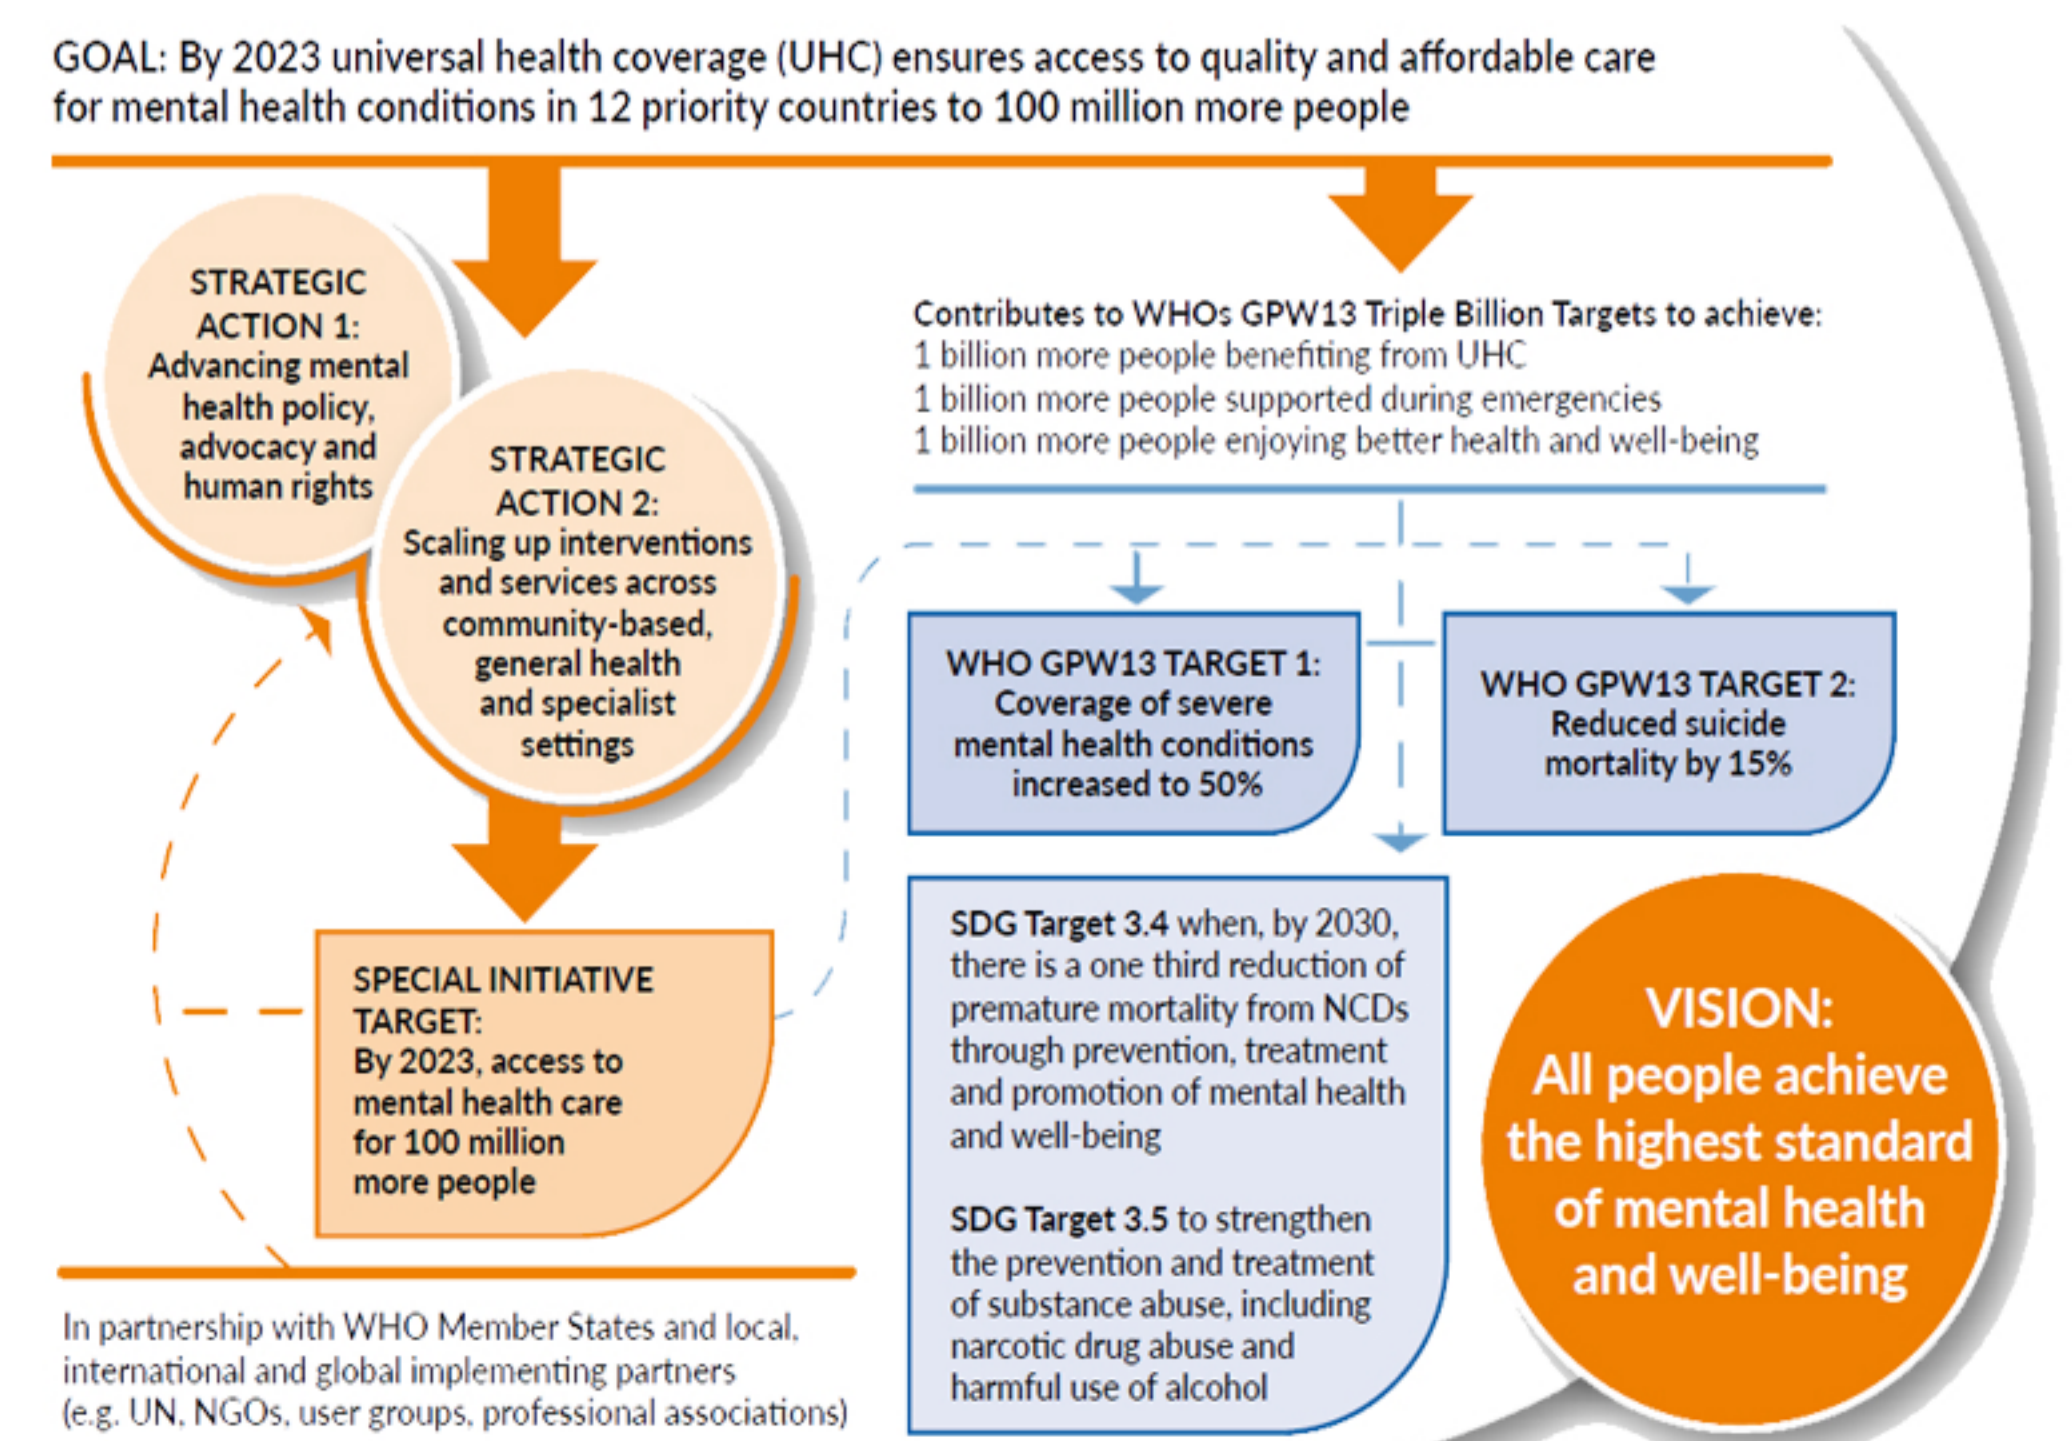 GOAL: By 2023 universal health coverage (UHC) ensures access to quality and affordable care
for mental health conditions in 12 priority countries to 100 million more people
STRATEGIC
ACTION 1:
Advancing mental
health policy,
advocacy and
human rights
STRATEGIC
ACTION 2:
Scaling up interventions
and services across
community-based,
general health
and specialist
settings
SPECIAL INITIATIVE
TARGET:
By 2023, access to
mental health care
for 100 million
more people
In partnership with WHO Member States and local,
international and global implementing partners
(e.g. UN, NGOs, user groups, professional associations)
Contributes to WHOs GPW13 Triple Billion Targets to achieve:
1 billion more people benefiting from UHC
1 billion more people supported during emergencies
1 billion more people enjoying better health and well-being
WHO GPW13 TARGET 1:
Coverage of severe
mental health conditions
increased to 50%
WHO GPW13 TARGET 2:
Reduced suicide
mortality by 15%
SDG Target 3.4 when, by 2030,
there is a one third reduction of
premature mortality from NCDs
through prevention, treatment
and promotion of mental health
and well-being
SDG Target 3.5 to strengthen
the prevention and treatment
of substance abuse, including
narcotic drug abuse and
harmful use of alcohol
VISION:
All people achieve
the highest standard
of mental health
and well-being